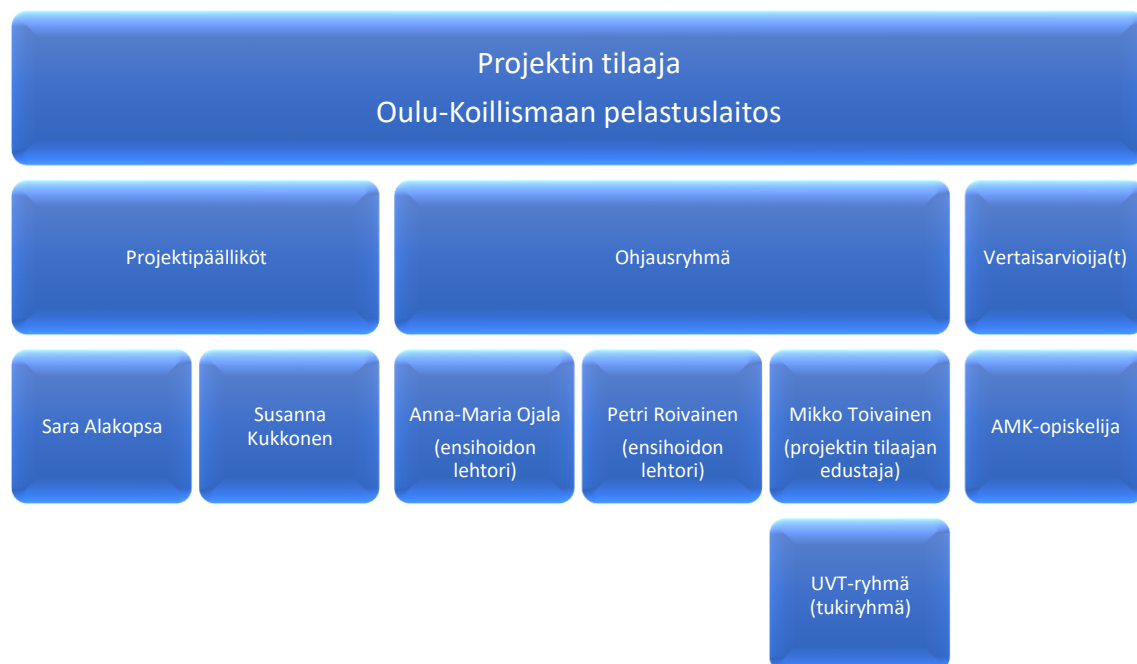 Projektin tilaaja
Oulu-Koillismaan pelastuslaitos
Projektipäälliköt
Ohjausryhmä
Vertaisarvioija(t)
Sara Alakopsa
Susanna
Kukkonen
Anna-Maria Ojala
(ensihoidon
lehtori)
Petri Roivainen
(ensihoidon
lehtori)
Mikko Toivainen
(projektin tilaajan
edustaja)
AMK-opiskelija
UVT-ryhmä
(tukiryhmä)